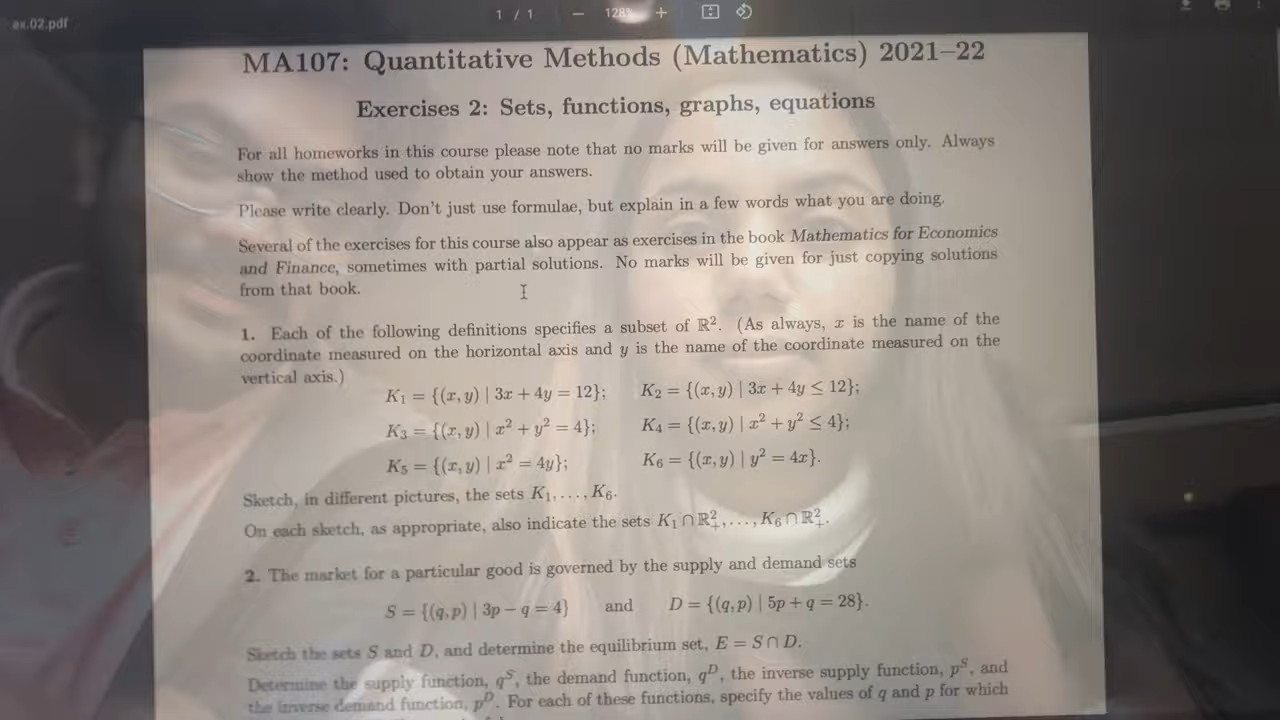 ex.02.pdf
1 / 1 — 128% +
MA107: Quantitative Methods (Mathematics) 2021–22
Exercises 2: Sets, functions, graphs, equations
For all homeworks in this course please note that no marks will be given for answers only. Always
show the method used to obtain your answers.
Please write clearly. Don't just use formulae, but explain in a few words what you are doing.
Several of the exercises for this course also appear as exercises in the book Mathematics for Economics
and Finance, sometimes with partial solutions. No marks will be given for just copying solutions
from that book.
1. Each of the following definitions specifies a subset of ℝ². (As always, x is the name of the
coordinate measured on the horizontal axis and y is the name of the coordinate measured on the
vertical axis.)
K₁ = {(x, y) | 3x + 4y = 12}; K₂ = {(x, y) | 3x + 4y ≤ 12};
K₃ = {(x, y) | x² + y² = 4}; K₄ = {(x, y) | x² + y² ≤ 4};
K₅ = {(x, y) | x² = 4y}; K₆ = {(x, y) | y² = 4x}.
Sketch, in different pictures, the sets K₁, . . . , K₆.
On each sketch, as appropriate, also indicate the sets K₁ ∩ ℝ²₊, . . . , K₆ ∩ ℝ²₊.
2. The market for a particular good is governed by the supply and demand sets
S = {(q, p) | 3p − q = 4} and D = {(q, p) | 5p + q = 28}.
Sketch the sets S and D, and determine the equilibrium set, E = S ∩ D.
Determine the supply function, qˢ, the demand function, qᴰ, the inverse supply function, pˢ, and
the inverse demand function, pᴰ. For each of these functions, specify the values of q and p for which